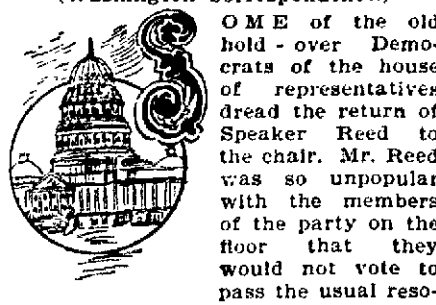 (Washington Correspondence.)
SOME of the old
hold - over Demo-
crats of the house
of representatives
dread the return of
Speaker Reed to
the chair. Mr. Reed
was so unpopular
with the members
of the party on the
floor that they
would not vote to
pass the usual reso-